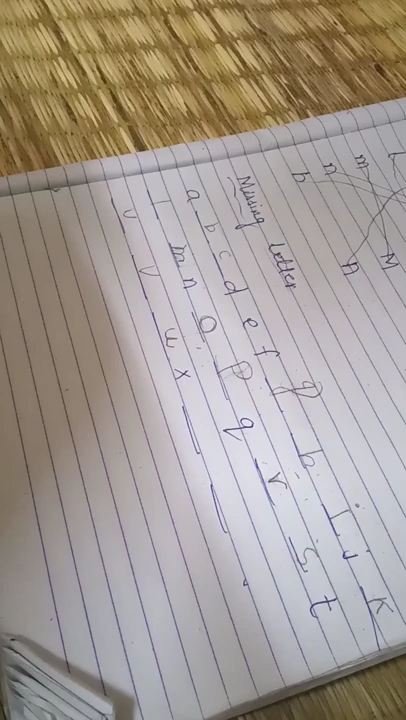 l
m M
n n
b
Missing Letter
a b c d e f g h i j k
l m n o p q r s t
u v _ u x _ _